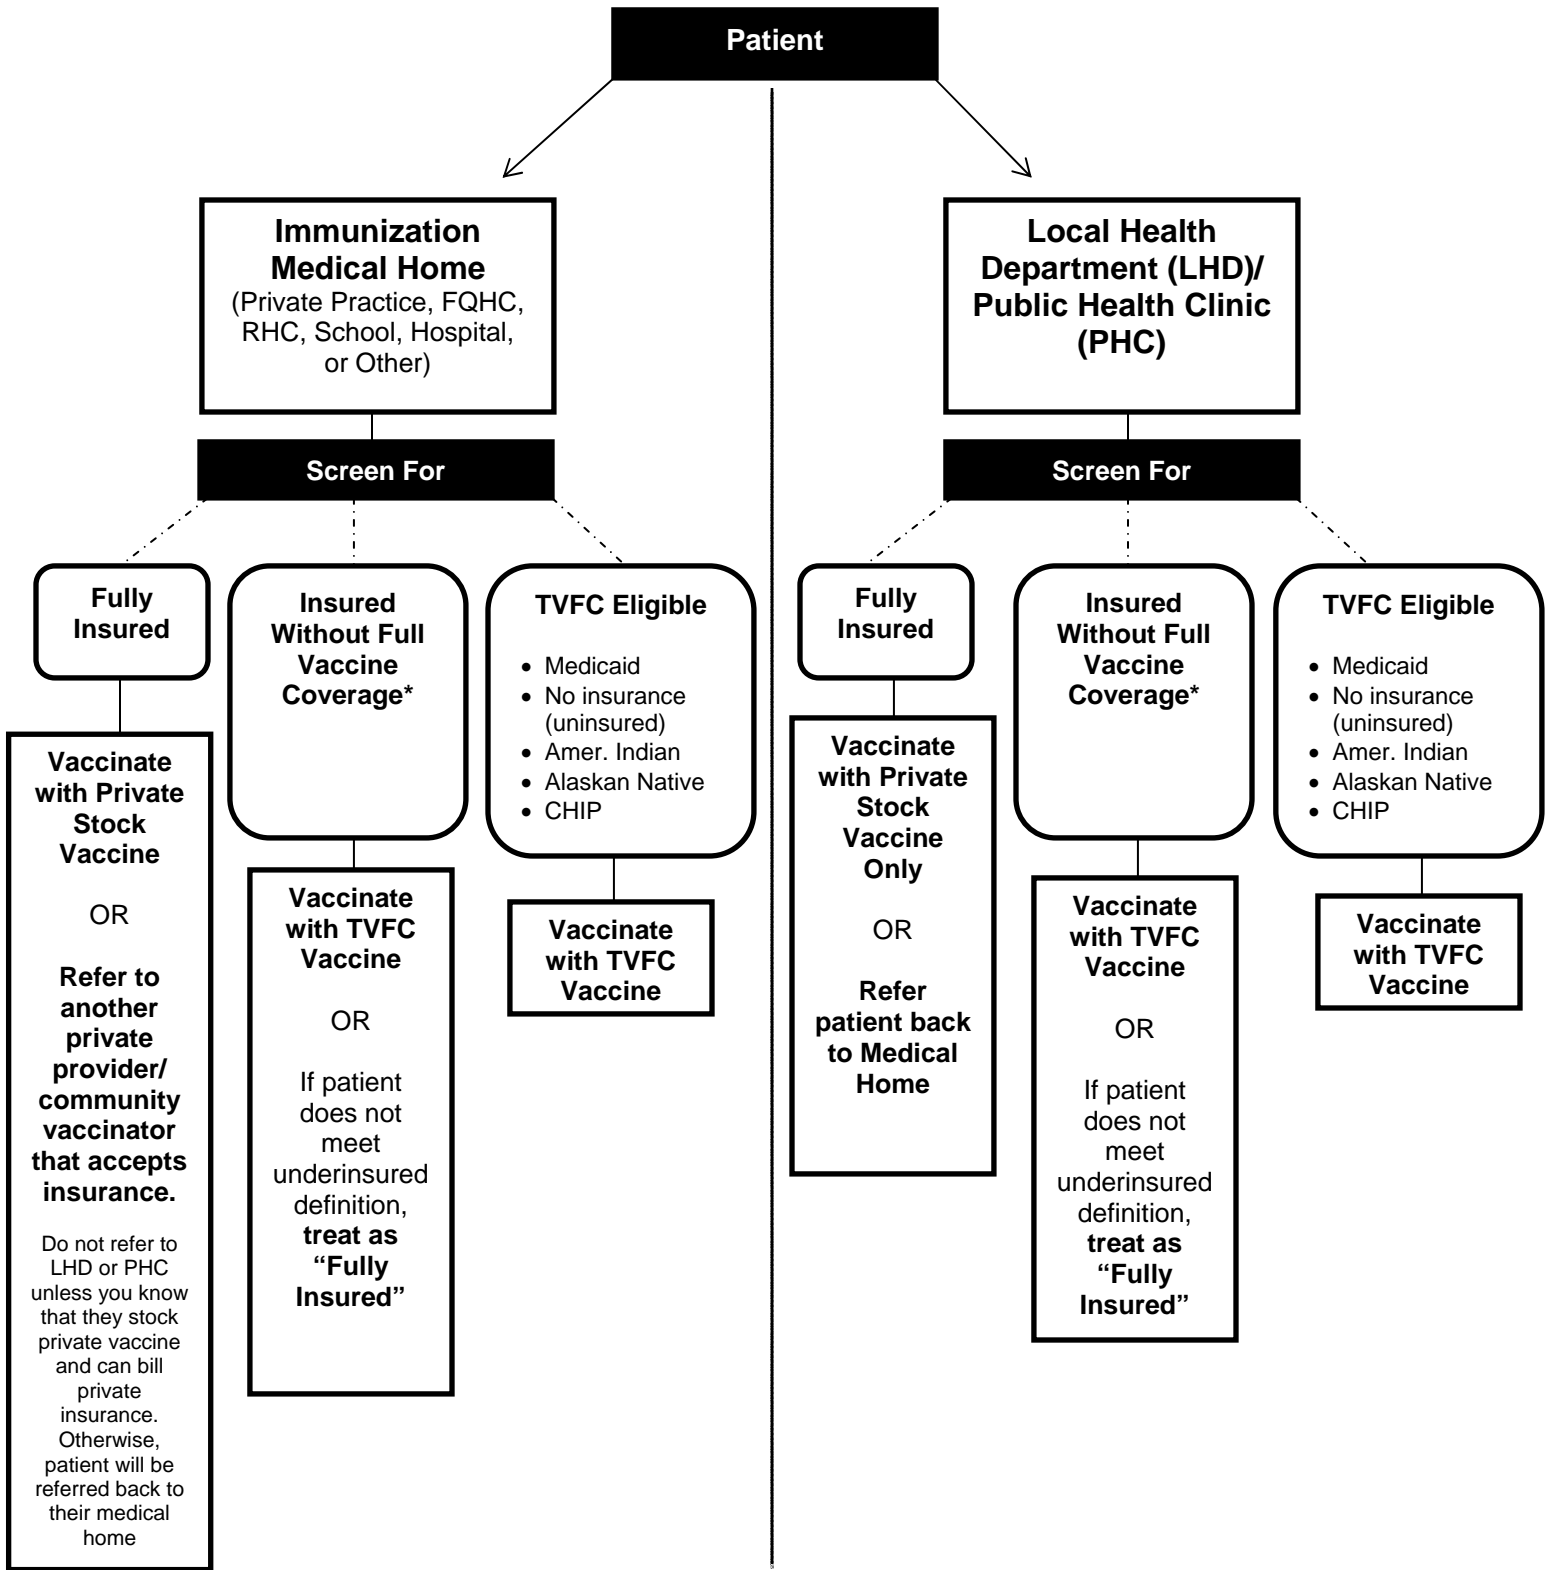 Patient
Immunization
Medical Home
(Private Practice, FQHC,
RHC, School, Hospital,
or Other)
Screen For
Fully
Insured
Vaccinate
with Private
Stock
Vaccine
OR
Refer to
another
private
provider/
community
vaccinator
that accepts
insurance.
Do not refer to
LHD or PHC
unless you know
that they stock
private vaccine
and can bill
private
insurance.
Otherwise,
patient will be
referred back to
their medical
home
Insured
Without Full
Vaccine
Coverage*
Vaccinate
with TVFC
Vaccine
OR
If patient
does not
meet
underinsured
definition,
treat as
“Fully
Insured”
TVFC Eligible
• Medicaid
• No insurance
(uninsured)
• Amer. Indian
• Alaskan Native
• CHIP
Vaccinate
with TVFC
Vaccine
Local Health
Department (LHD)/
Public Health Clinic
(PHC)
Screen For
Fully
Insured
Vaccinate
with Private
Stock
Vaccine
Only
OR
Refer
patient back
to Medical
Home
Insured
Without Full
Vaccine
Coverage*
Vaccinate
with TVFC
Vaccine
OR
If patient
does not
meet
underinsured
definition,
treat as
“Fully
Insured”
TVFC Eligible
• Medicaid
• No insurance
(uninsured)
• Amer. Indian
• Alaskan Native
• CHIP
Vaccinate
with TVFC
Vaccine